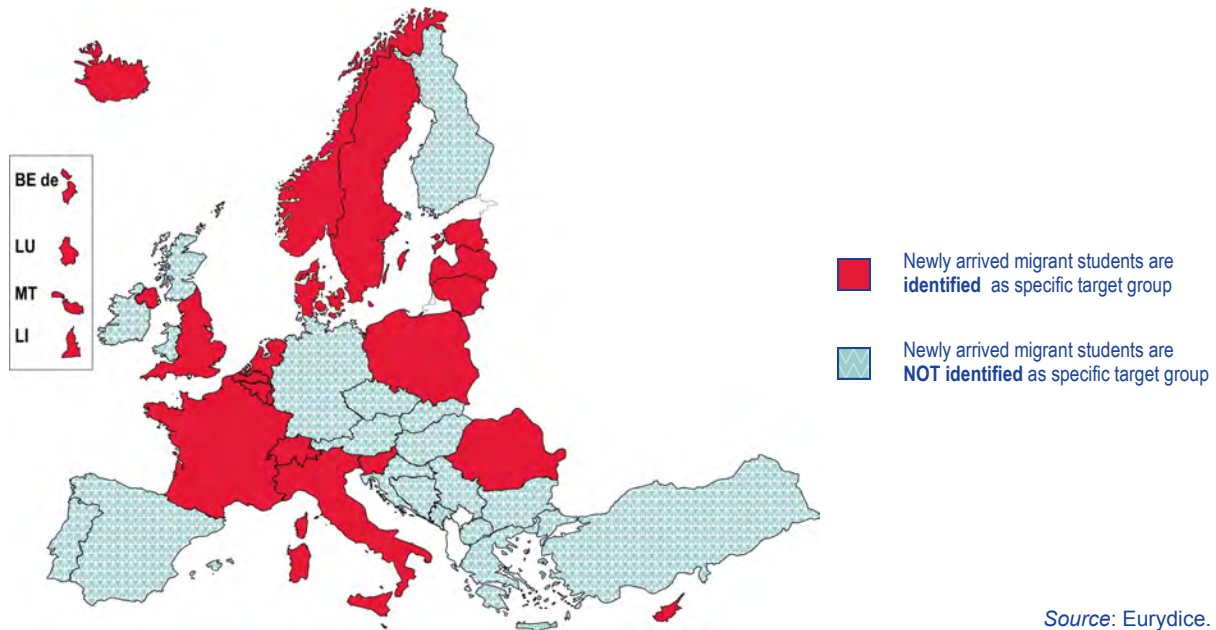 BE de
LU
MT
LI
Newly arrived migrant students are
identified as specific target group
Newly arrived migrant students are
NOT identified as specific target group
Source: Eurydice.